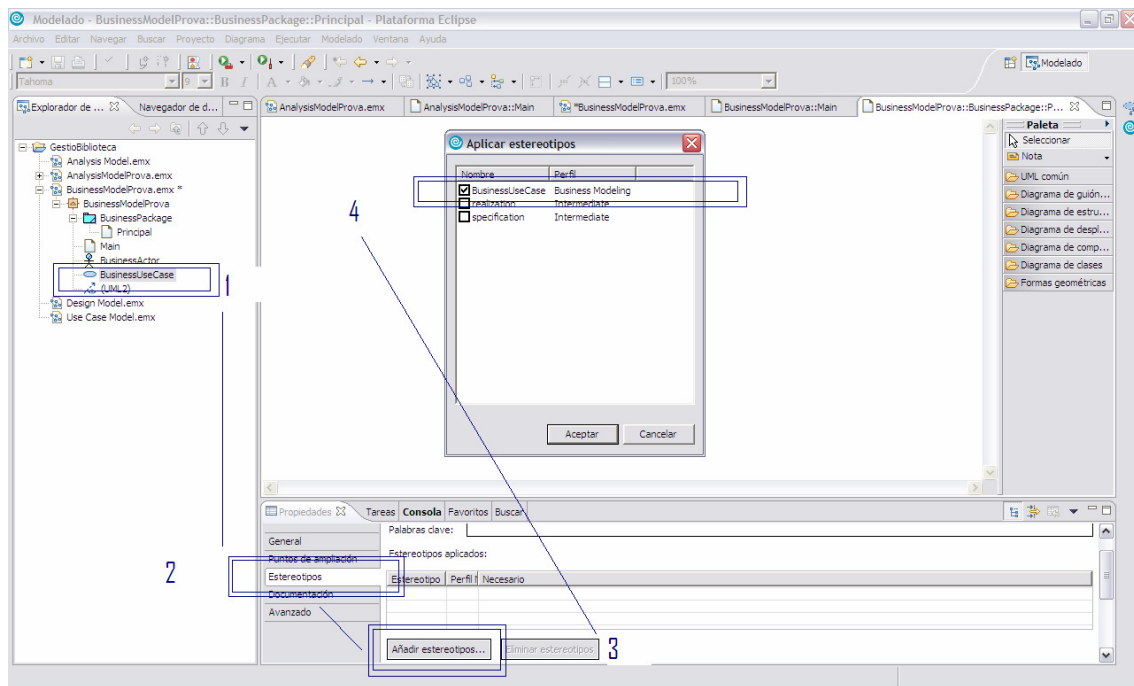 Modelado - BusinessModelProva::BusinessPackage::Principal - Plataforma Eclipse
Archivo Editar Navegar Buscar Proyecto Diagrama Ejecutar Modelado Ventana Ayuda
Tahoma 9 B I A 100%
Modelado
Explorador de ... Navegador de d...
AnalysisModelProva.emx AnalysisModelProva::Main *BusinessModelProva.emx BusinessModelProva::Main BusinessModelProva::BusinessPackage::P...
GestioBiblioteca
Analysis Model.emx
AnalysisModelProva.emx
BusinessModelProva.emx *
BusinessModelProva
BusinessPackage
Principal
Main
BusinessActor
BusinessUseCase
(UML2)
Design Model.emx
Use Case Model.emx
1
2
3
4
Aplicar estereotipos
Nombre Perfil
BusinessUseCase Business Modeling
realization Intermediate
specification Intermediate
Aceptar Cancelar
Paleta
Seleccionar
Nota
UML común
Diagrama de guión...
Diagrama de estru...
Diagrama de despl...
Diagrama de comp...
Diagrama de clases
Formas geométricas
Propiedades Tareas Consola Favoritos Buscar
General
Puntos de ampliación
Estereotipos
Documentación
Avanzado
Palabras clave:
Estereotipos aplicados:
Estereotipo Perfil Necesario
Añadir estereotipos... Eliminar estereotipos